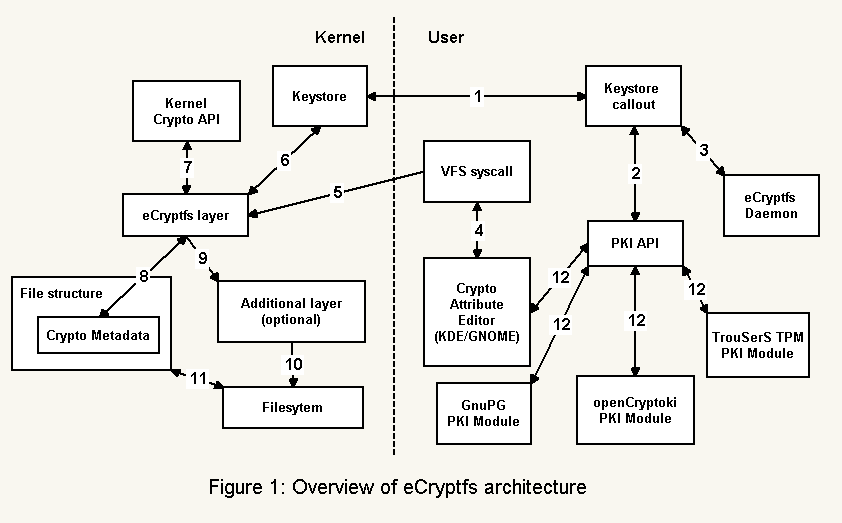 Kernel
User
Kernel
Crypto API
Keystore
1
Keystore
callout
7
6
2
3
VFS syscall
5
eCryptfs
Daemon
eCryptfs layer
4
PKI API
8
9
File structure
Crypto Metadata
Additional layer
(optional)
Crypto
Attribute
Editor
(KDE/GNOME)
12
12
12
12
TrouSerS TPM
PKI Module
10
11
Filesytem
GnuPG
PKI Module
openCryptoki
PKI Module
Figure 1: Overview of eCryptfs architecture